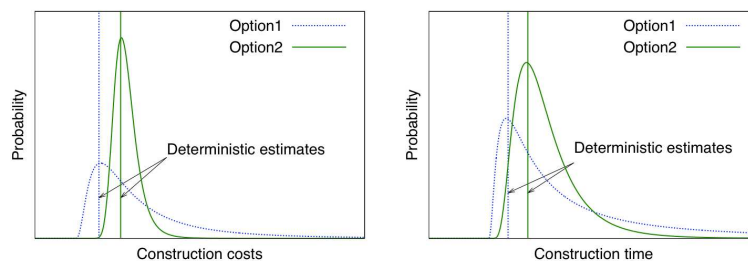 Option1
Option2
Deterministic estimates
Probability
Construction costs
Option1
Option2
Deterministic estimates
Probability
Construction time